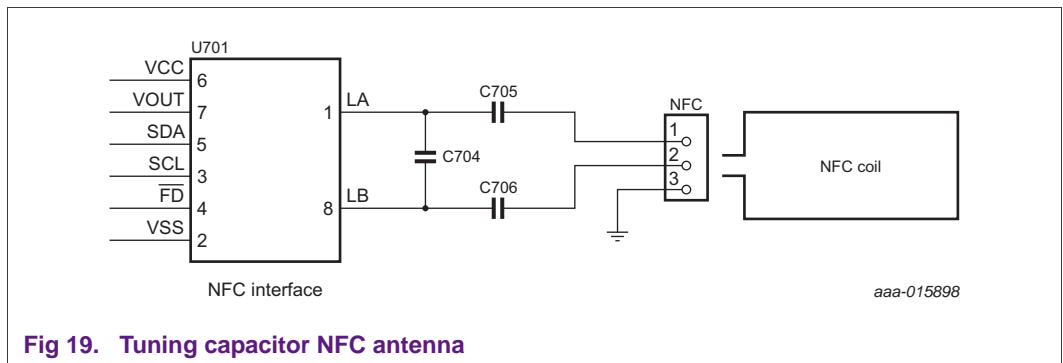 U701
VCC
6
VOUT
7
SDA
5
SCL
3
FD
4
VSS
2
1
LA
8
LB
C705
C704
C706
NFC
1
2
3
NFC coil
NFC interface
aaa-015898
Fig 19. Tuning capacitor NFC antenna